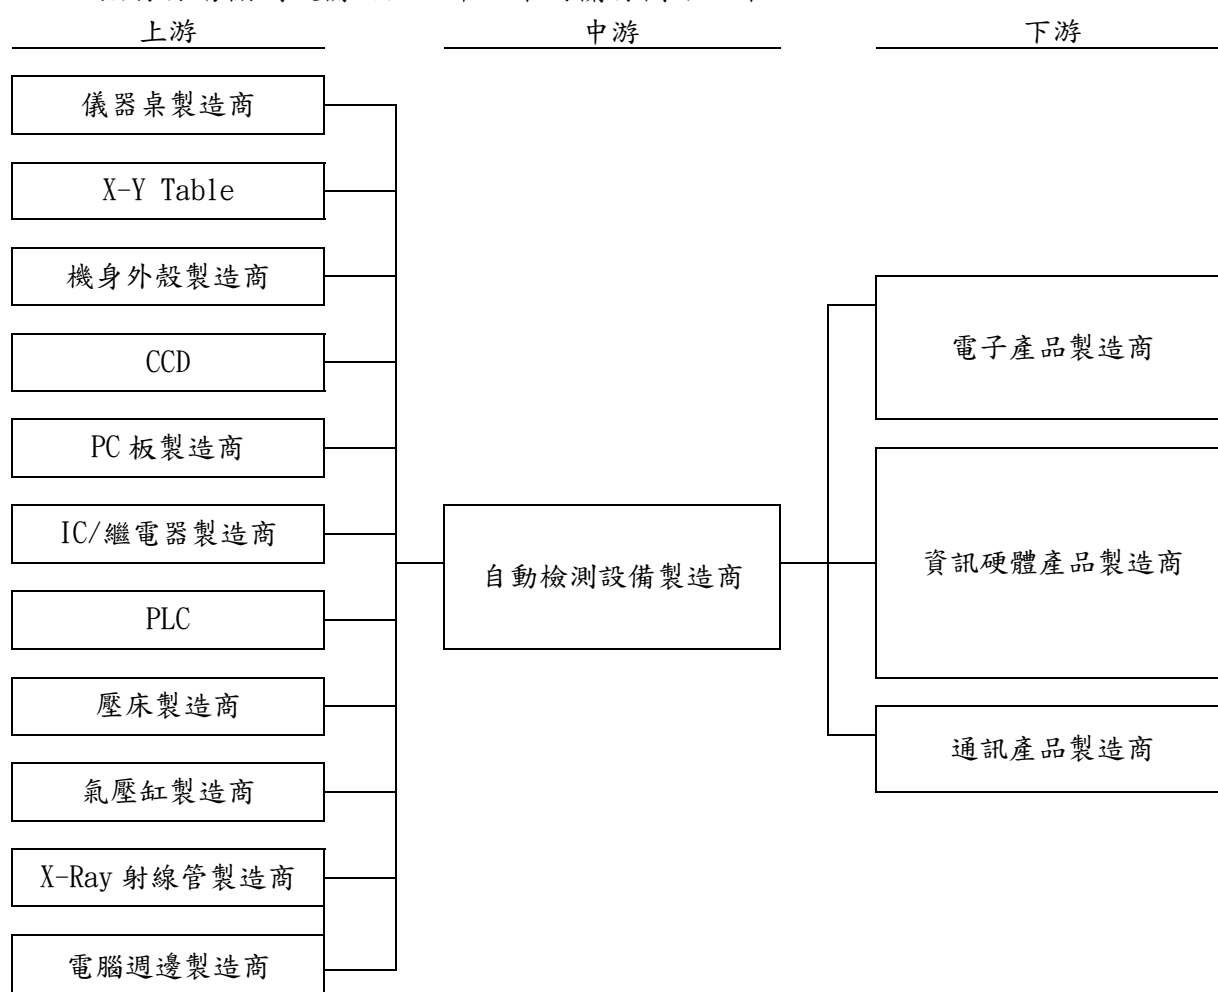 上游
中游
下游
儀器桌製造商
X-Y Table
機身外殼製造商
CCD
PC 板製造商
IC/繼電器製造商
PLC
壓床製造商
氣壓缸製造商
X-Ray 射線管製造商
電腦週邊製造商
自動檢測設備製造商
電子產品製造商
資訊硬體產品製造商
通訊產品製造商